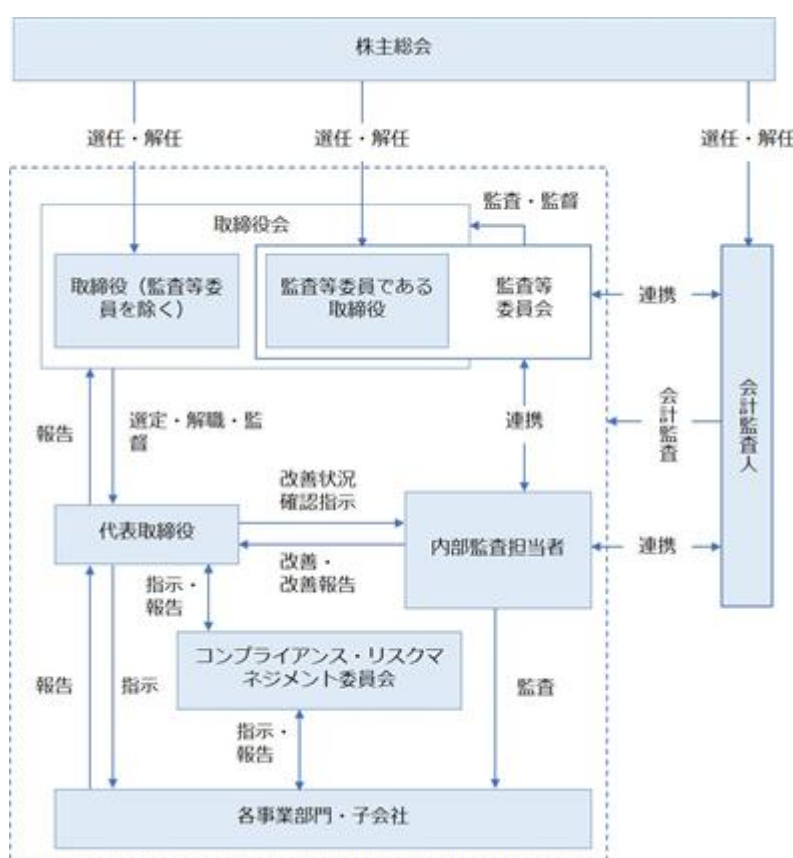 株主総会
選任・解任
選任・解任
選任・解任
監査・監督
取締役会
取締役（監査等委
員を除く）
監査等委員である
取締役
監査等
委員会
連携
会計監査人
会計監査
報告
選定・解職・監
督
連携
改善状況
確認指示
代表取締役
内部監査担当者
連携
改善・
改善報告
指示・
報告
コンプライアンス・リスクマ
ネジメント委員会
報告
指示
監査
指示・
報告
各事業部門・子会社